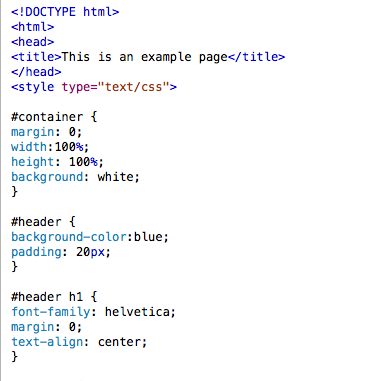 <!DOCTYPE html>
<html>
<head>
<title>This is an example page</title>
</head>
<style type="text/css">

#container {
margin: 0;
width:100%;
height: 100%;
background: white;
}

#header {
background-color:blue;
padding: 20px;
}

#header h1 {
font-family: helvetica;
margin: 0;
text-align: center;
}